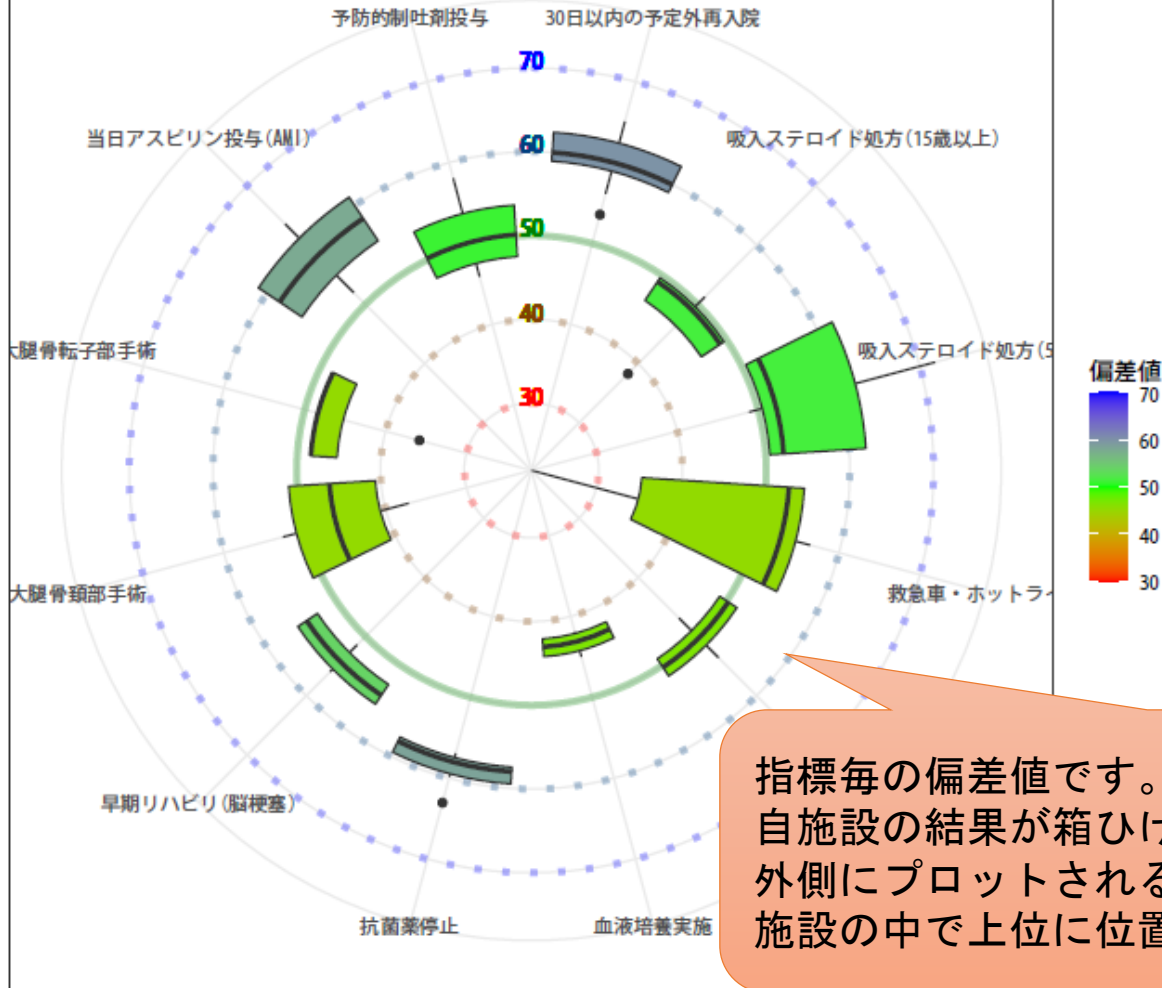 予防的制吐剤投与
30日以内の予定外再入院
70
60
50
40
30
当日アスピリン投与(AMI)
吸入ステロイド処方(15歳以上)
大腿骨転子部手術
吸入ステロイド処方(5
大腿骨頸部手術
救急車・ホットラ
早期リハビリ(脳梗塞)
抗菌薬停止
血液培養実施
偏差値
70
60
50
40
30
指標毎の偏差値です。
自施設の結果が箱ひけ
外側にプロットされる
施設の中で上位に位置